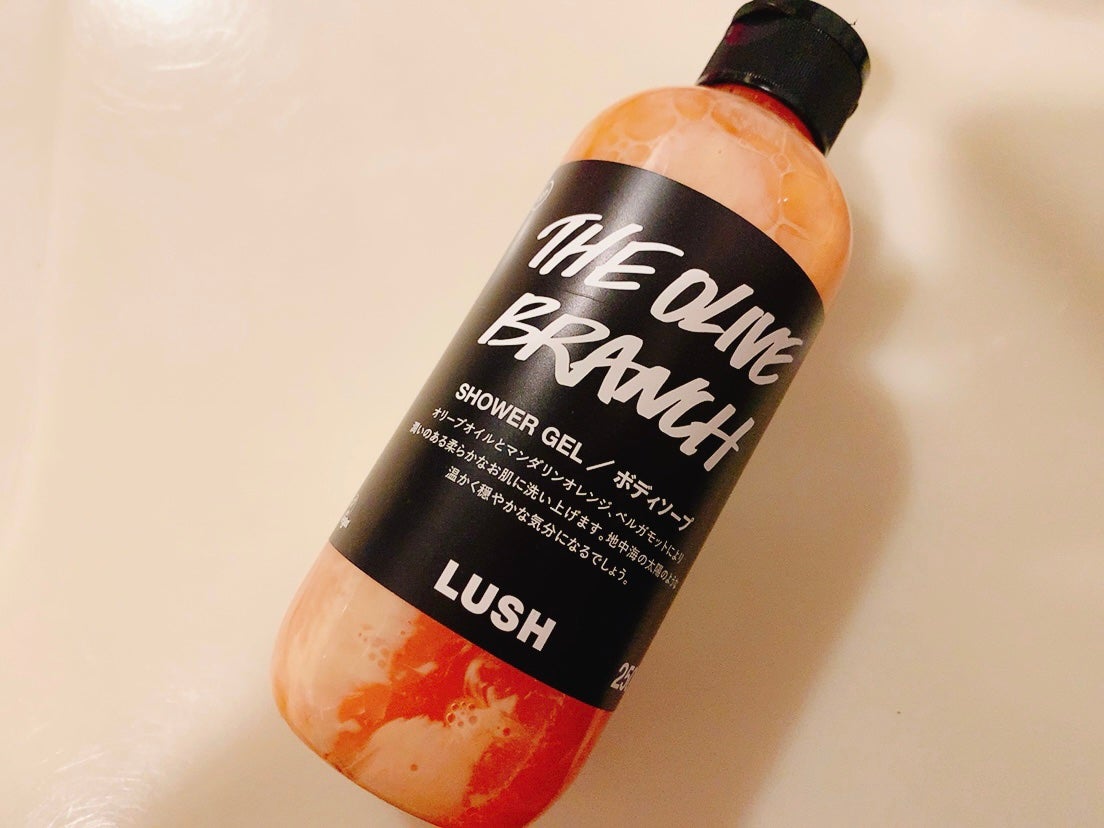 THE OLIVE
BRANCH
SHOWER GEL / ボディソープ
オリーブオイルとマンダリンオレンジ、ベルガモットにより
潤いのある柔らかなお肌に洗い上げます。地中海の太陽のような
温かく穏やかな気分になるでしょう。
LUSH